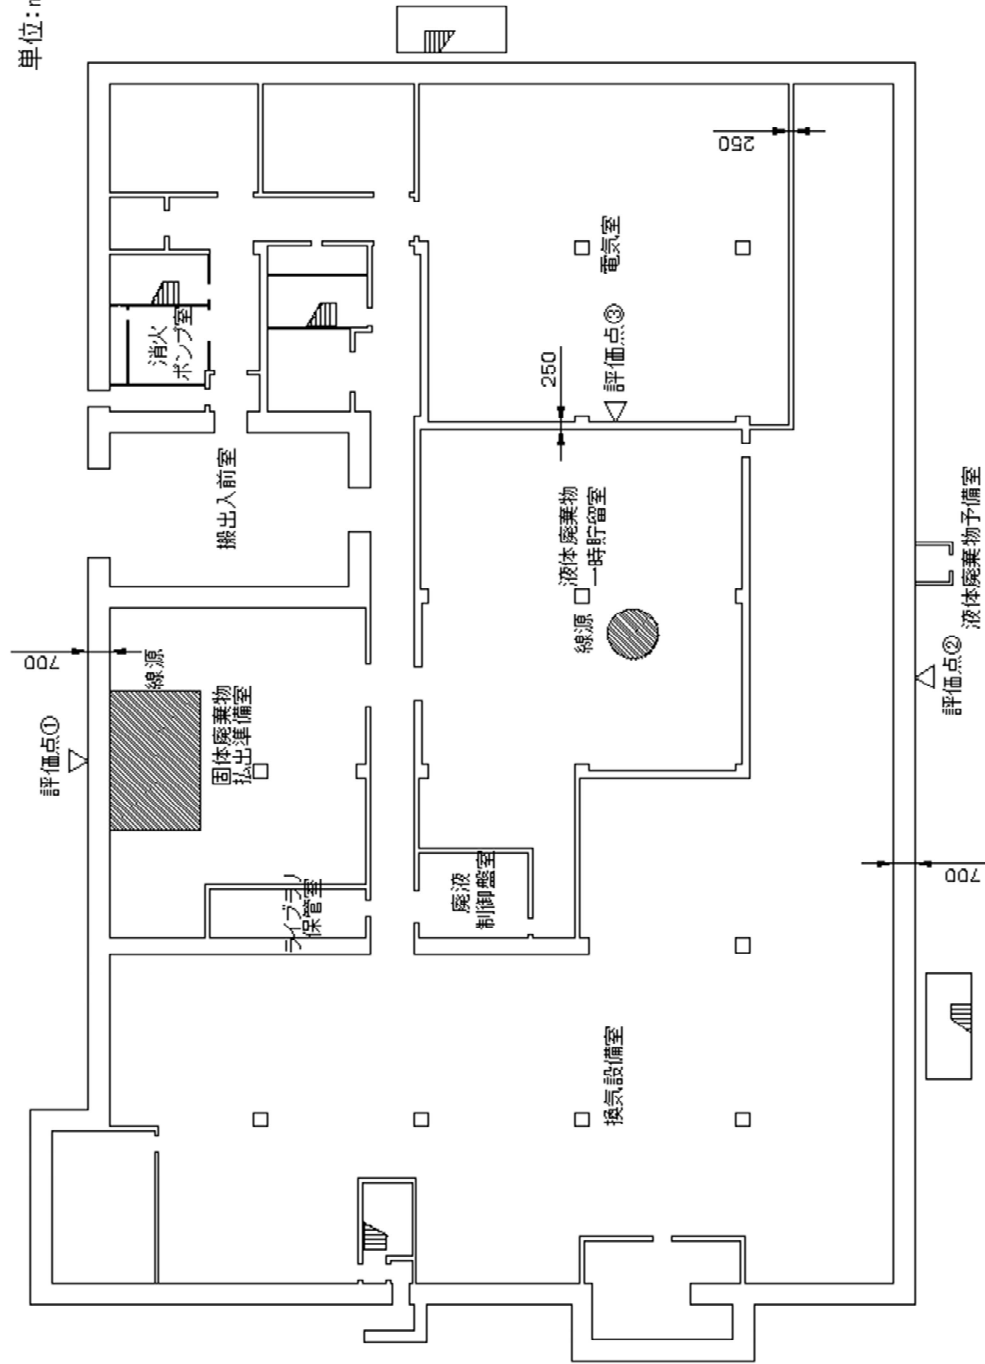 単位:m
700
評価点①
線源
固体廃棄物
払出準備室
搬出入前室
消火
ポンプ室
ライブラリ
保管室
廃液
制御盤室
液体廃棄物
一時貯留室
線源
250
評価点③
電気室
250
換気設備室
700
評価点②
液体廃棄物予備室